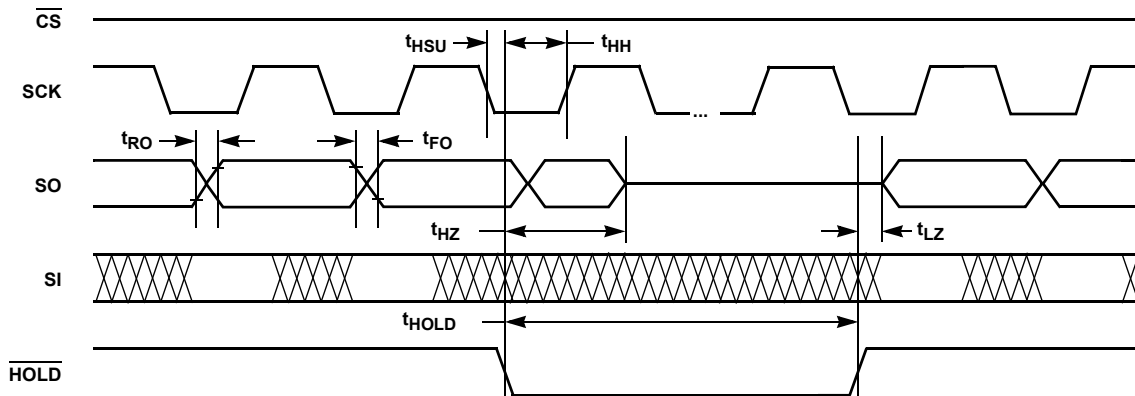 CS
tHSU
tHH
SCK
...
tRO
tFO
SO
tHZ
tLZ
SI
tHOLD
HOLD